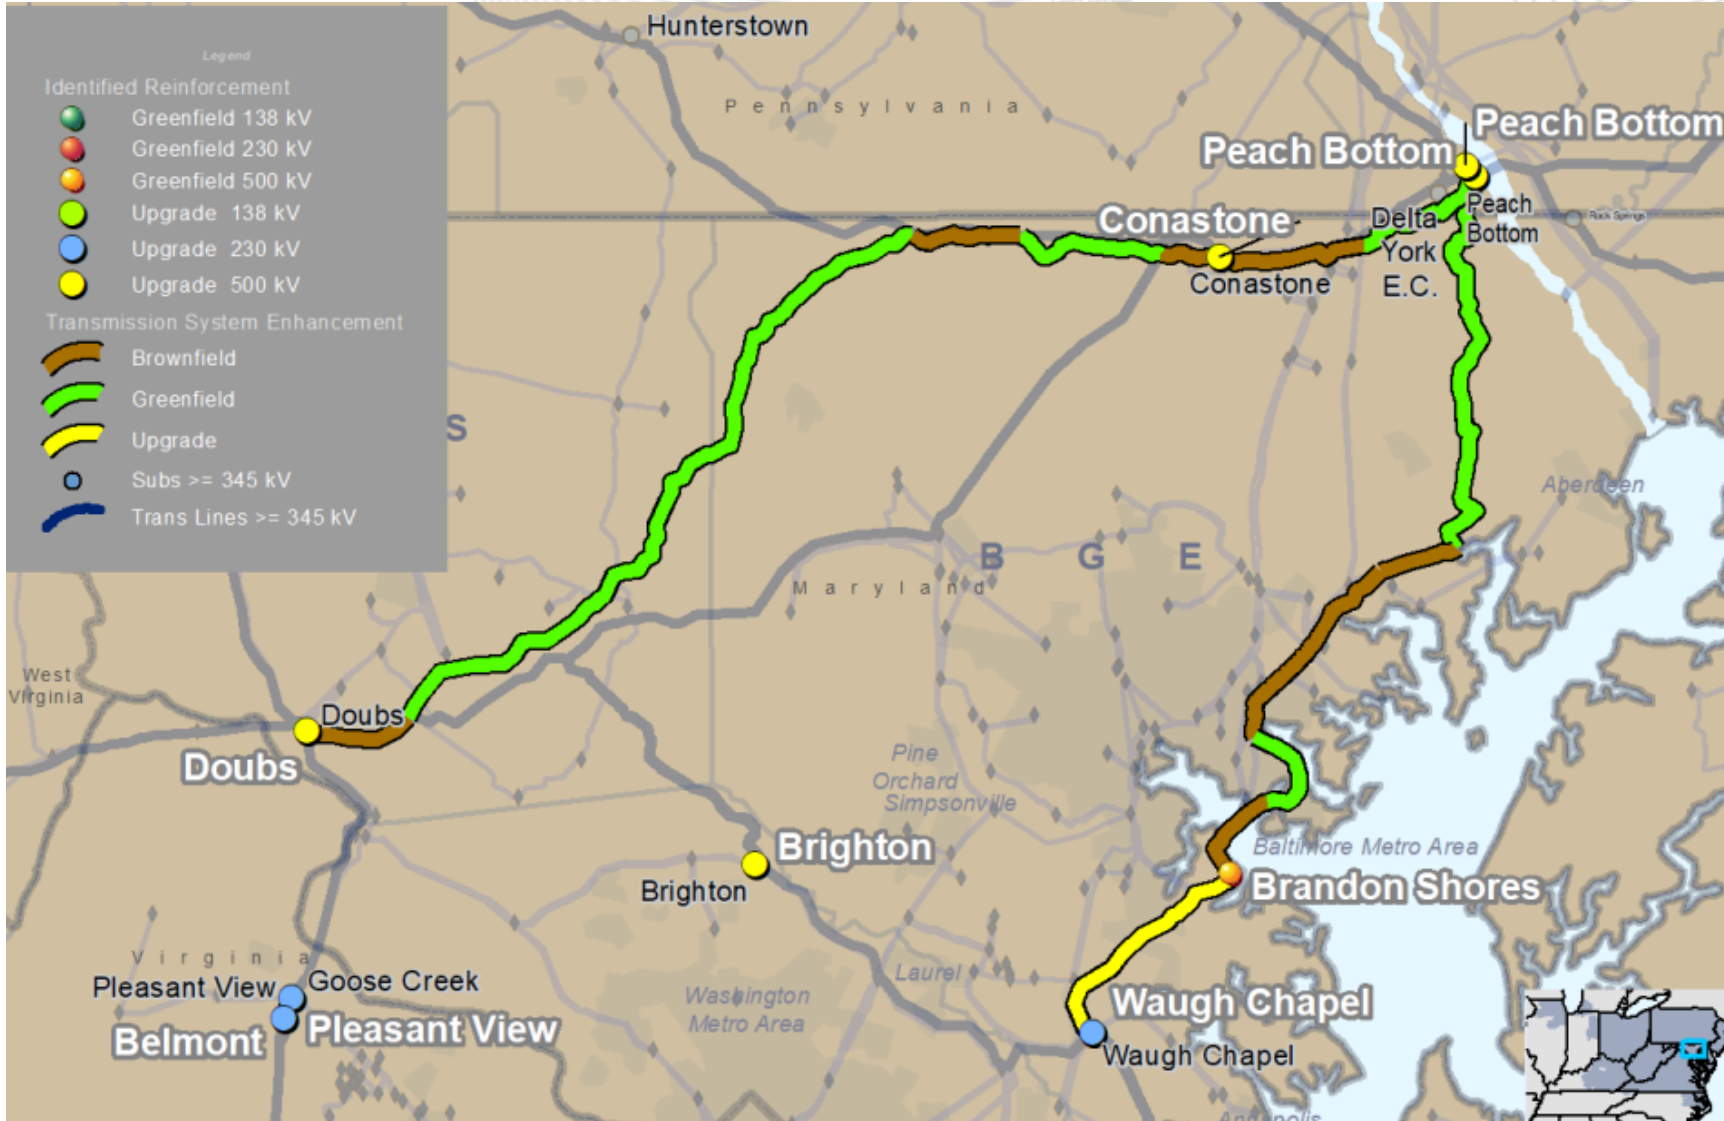 Legend
Identified Reinforcement
Greenfield 138 kV
Greenfield 230 kV
Greenfield 500 kV
Upgrade 138 kV
Upgrade 230 kV
Upgrade 500 kV
Transmission System Enhancement
Brownfield
Greenfield
Upgrade
Subs >= 345 kV
Trans Lines >= 345 kV
Hunterstown
Pennsylvania
Peach Bottom
Peach Bottom
Peach
Bottom
Rock Springs
Delta
York
E.C.
Conastone
Conastone
S
Aberdeen
BGE
Maryland
West
Virginia
Doubs
Doubs
Pine
Orchard
Simpsonville
Brighton
Brighton
Baltimore Metro Area
Brandon Shores
Virginia
Pleasant View
Goose Creek
Belmont
Pleasant View
Laurel
Washington
Metro Area
Waugh Chapel
Waugh Chapel
Annapolis